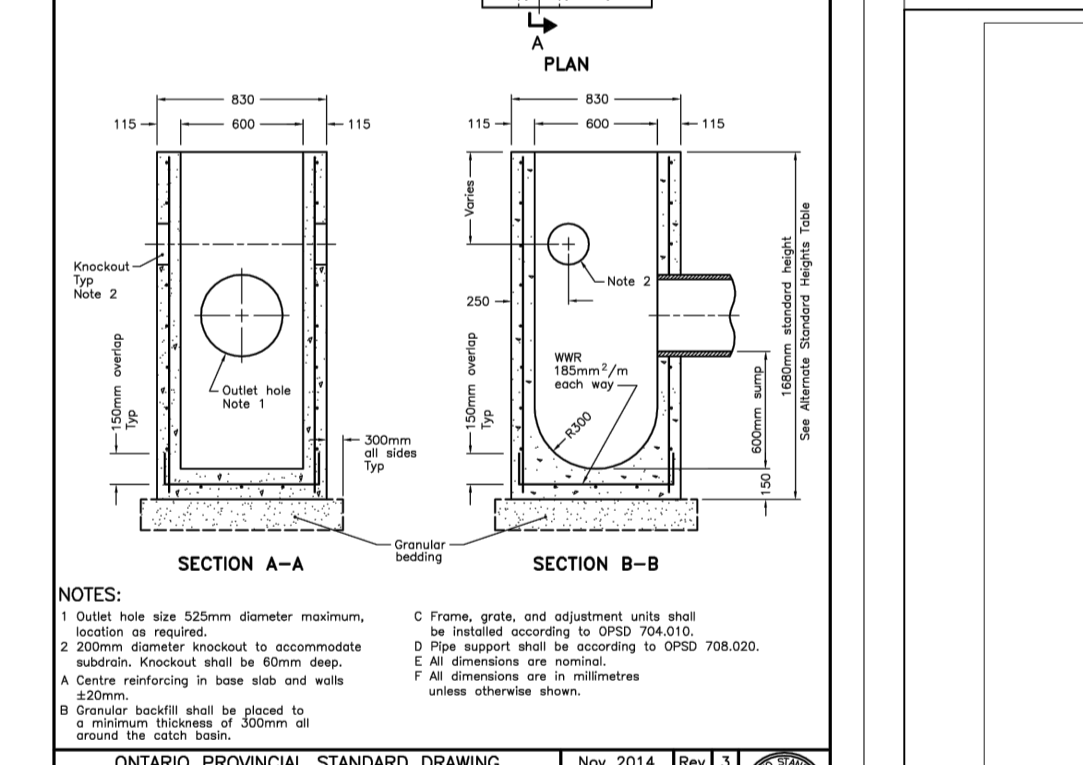 A
PLAN
830
115
600
115
Knockout
Typ
Note 2
150mm overlap
Typ
Outlet hole
Note 1
300mm
all sides
Typ
830
115
600
115
Varies
250
Note 2
150mm overlap
Typ
WWR
185mm²/m
each way
R300
600mm sump
150
1680mm standard height
See Alternate Standard Heights Table
Granular
bedding
SECTION A–A
SECTION B–B
NOTES:
1 Outlet hole size 525mm diameter maximum,
location as required.
2 200mm diameter knockout to accommodate
subdrain. Knockout shall be 60mm deep.
A Centre reinforcing in base slab and walls
±20mm.
B Granular backfill shall be placed to
a minimum thickness of 300mm all
around the catch basin.
C Frame, grate, and adjustment units shall
be installed according to OPSD 704.010.
D Pipe support shall be according to OPSD 708.020.
E All dimensions are nominal.
F All dimensions are in millimetres
unless otherwise shown.
ONTARIO PROVINCIAL STANDARD DRAWING
Nov 2014
Rev 3